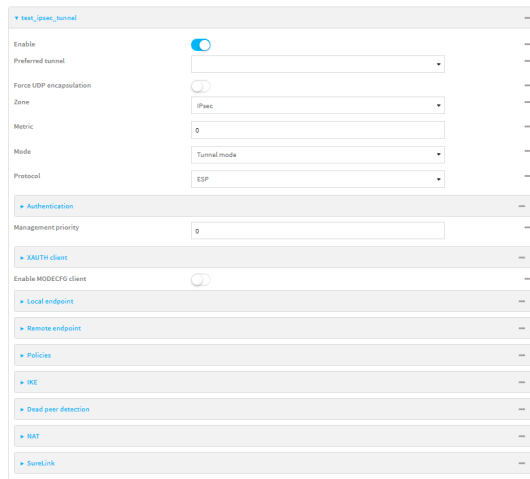 test_ipsec_tunnel
Enable
Preferred tunnel
Force UDP encapsulation
Zone
IPsec
Metric
0
Mode
Tunnel mode
Protocol
ESP
Authentication
Management priority
0
XAUTH client
Enable MODECFG client
Local endpoint
Remote endpoint
Policies
IKE
Dead peer detection
NAT
SureLink